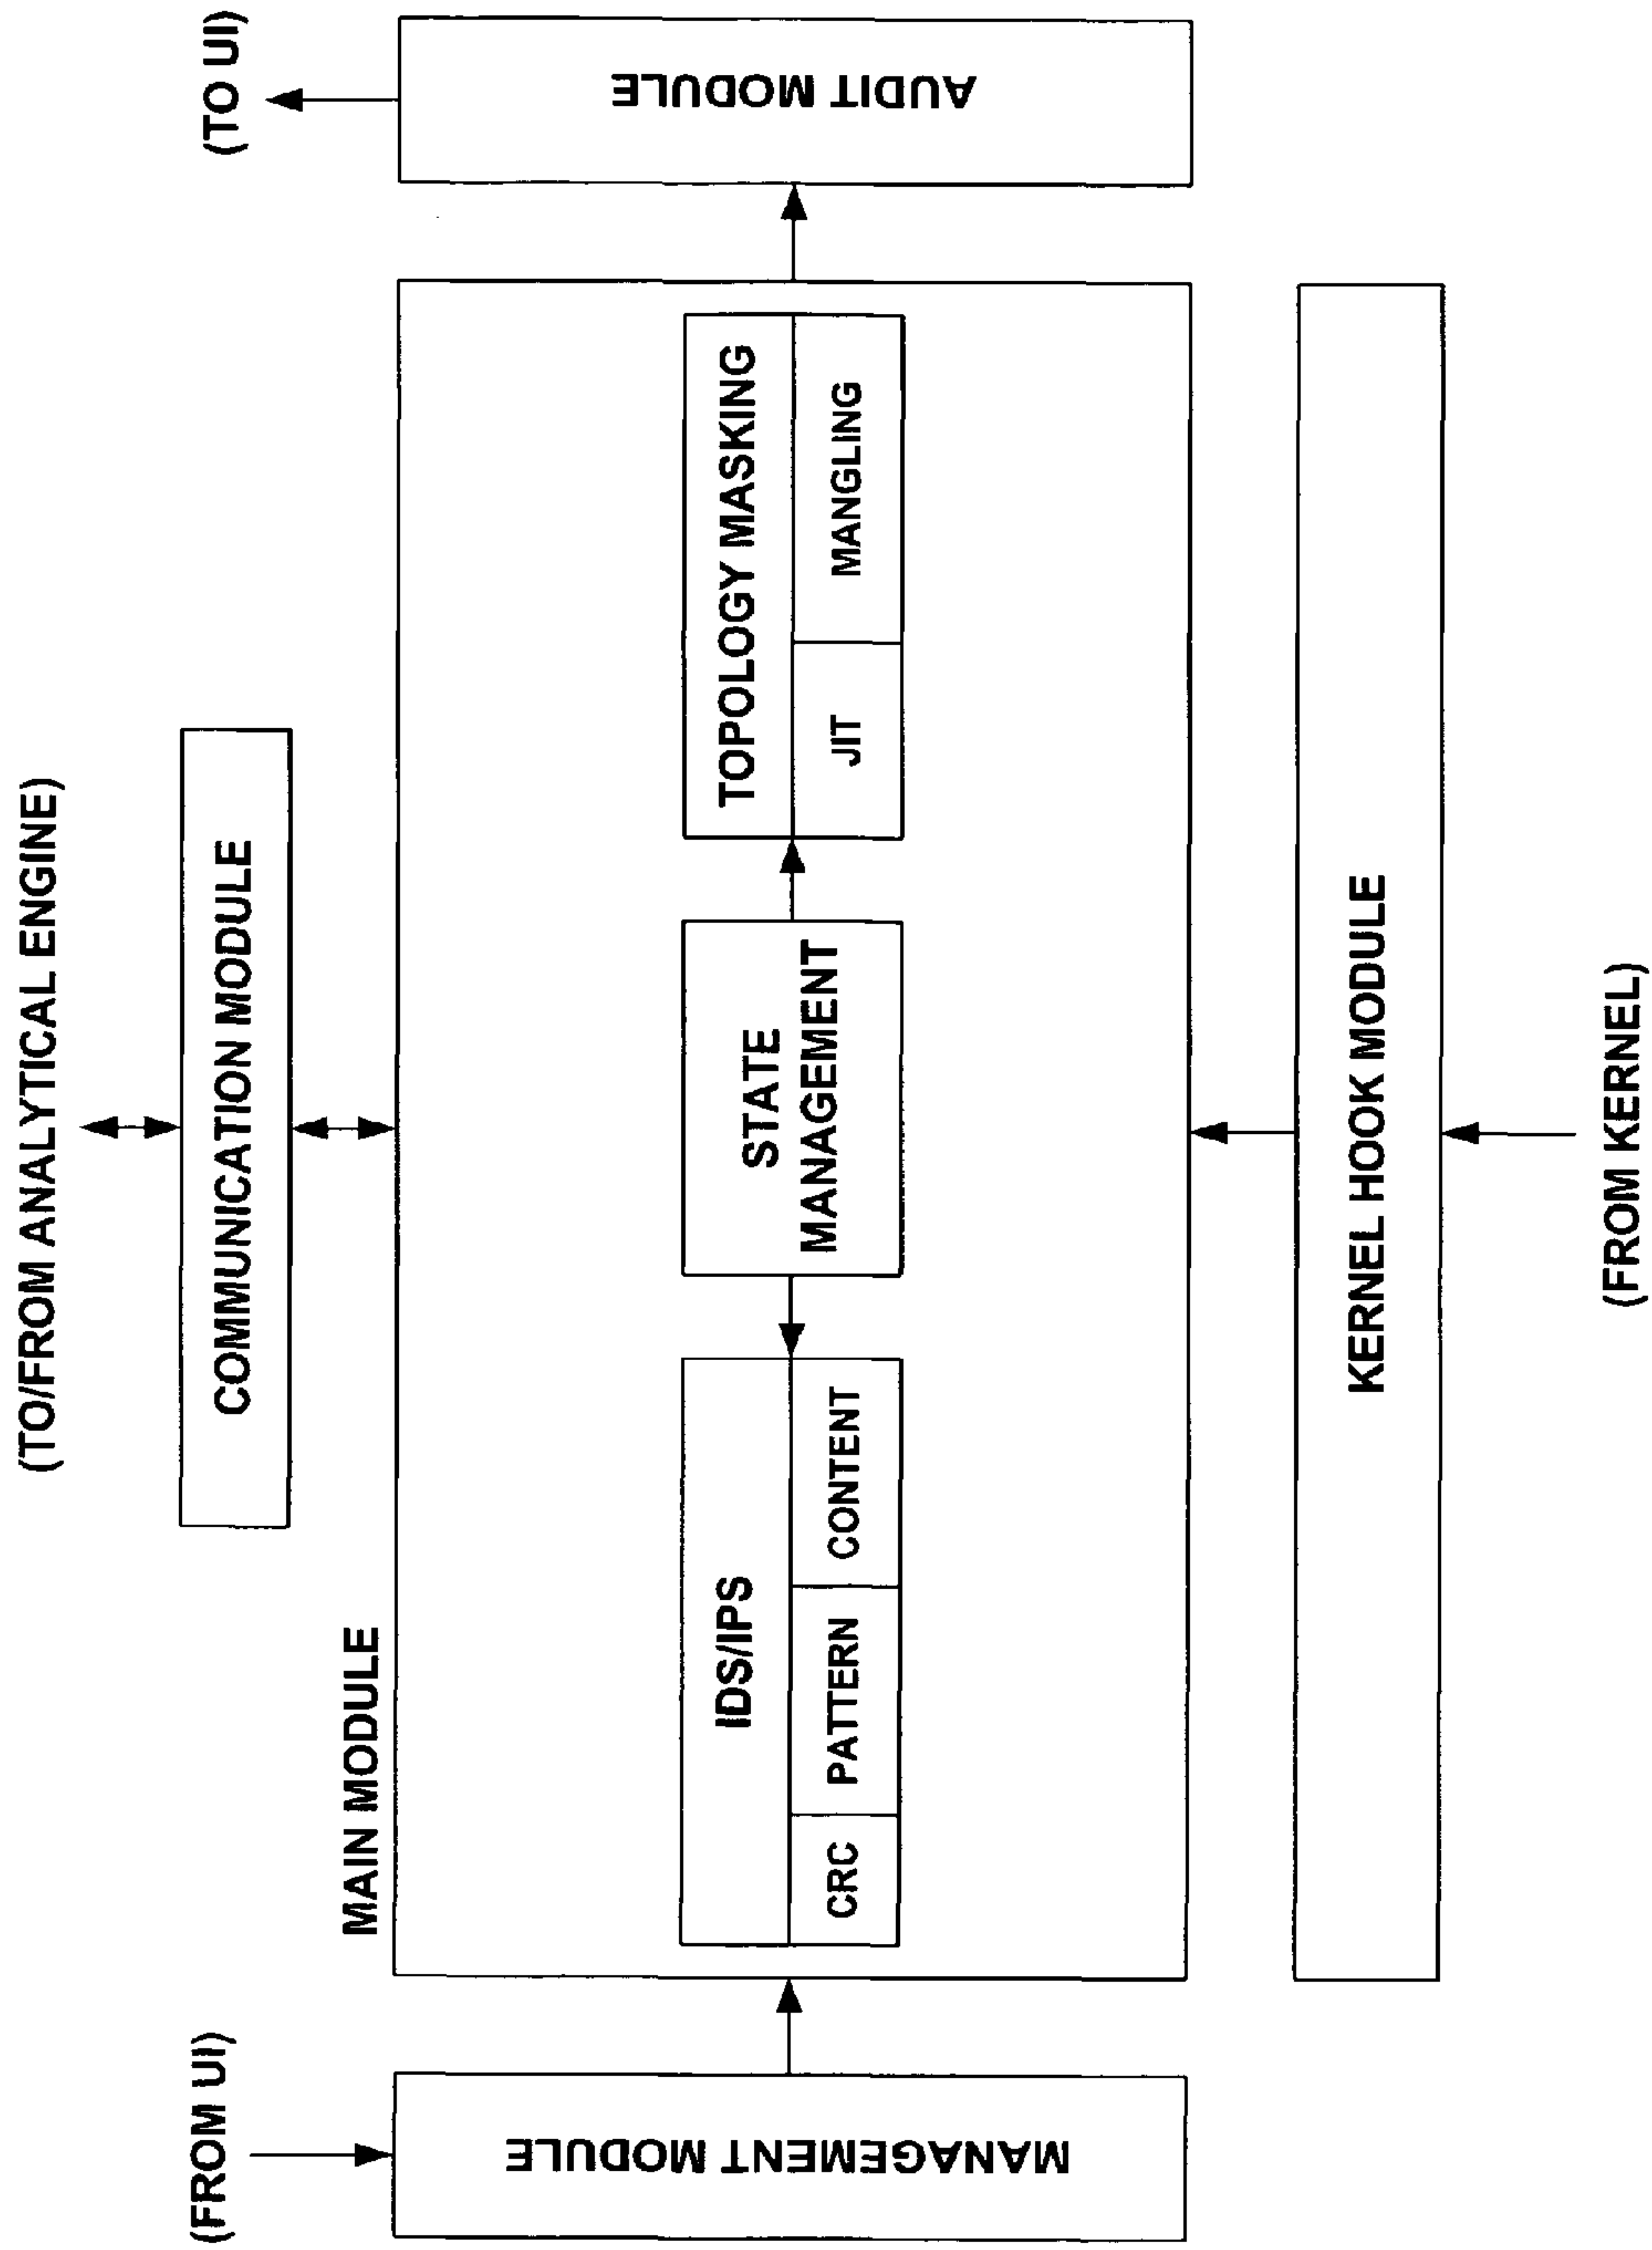 (TO/FROM ANALYTICAL ENGINE)
COMMUNICATION MODULE
(FROM UI)
MANAGEMENT MODULE
MAIN MODULE
IDS/IPS
CRC
PATTERN
CONTENT
STATE
MANAGEMENT
TOPOLOGY MASKING
JIT
MANGLING
(TO UI)
AUDIT MODULE
KERNEL HOOK MODULE
(FROM KERNEL)